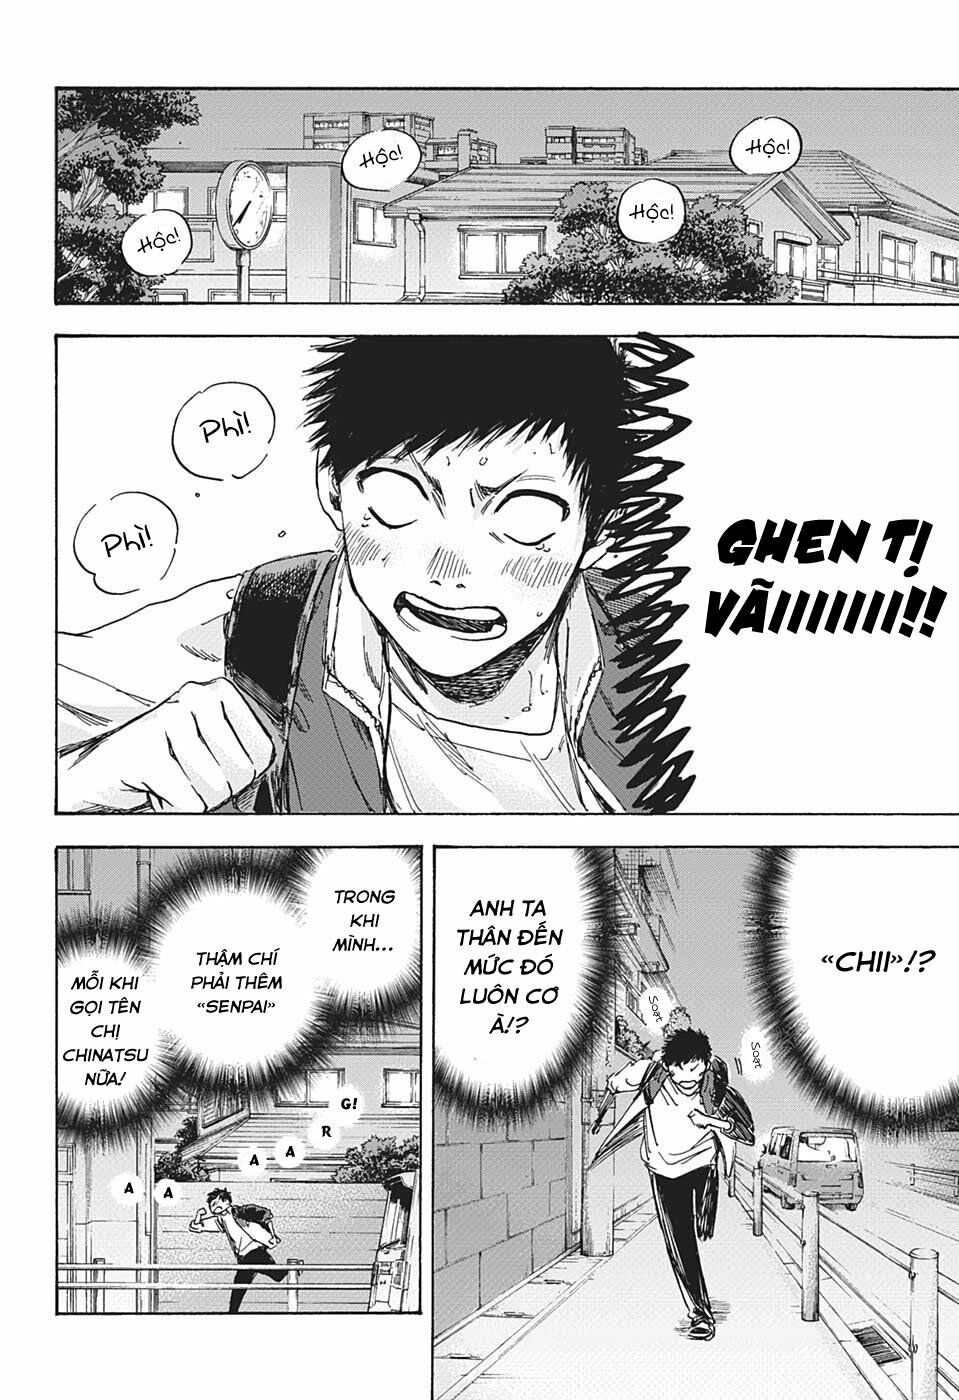 Hộc!
Hộc!
Hộc!
Hộc!
GHEN TỊ
VÃIIIIIIII!!
Phì!
Phì!
«CHII»!?
ANH TA
THÂN ĐẾN
MỨC ĐÓ
LUÔN CƠ
À!?
Soạt
Soạt
TRONG
KHI
MÌNH...
THẬM CHÍ
PHẢI THÊM
«SENPAI»
MỖI KHI
GỌI TÊN
CHỊ
CHINATSU
NỮA!
A A A A R G!